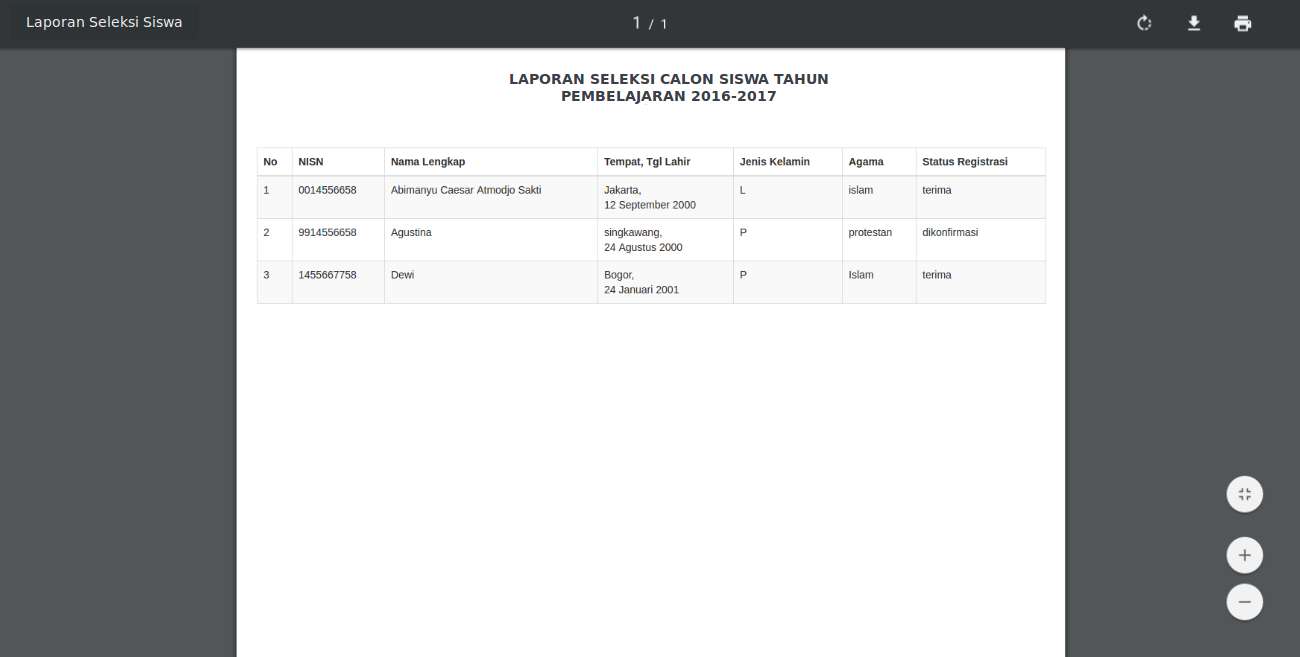 Laporan Seleksi Siswa
1 / 1
LAPORAN SELEKSI CALON SISWA TAHUN
PEMBELAJARAN 2016-2017
No NISN Nama Lengkap Tempat, Tgl Lahir Jenis Kelamin Agama Status Registrasi
1 0014556658 Abimanyu Caesar Atmodjo Sakti Jakarta, L islam terima
12 September 2000
2 9914556658 Agustina singkawang, P protestan dikonfirmasi
24 Agustus 2000
3 1455667758 Dewi Bogor, P Islam terima
24 Januari 2001